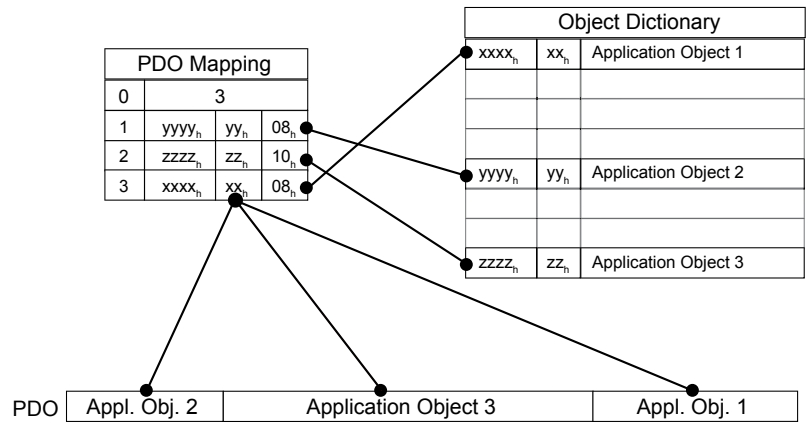 Object Dictionary
xxxxₕ xxₕ Application Object 1
PDO Mapping
0 3
1 yyyyₕ yyₕ 08ₕ
2 zzzzₕ zzₕ 10ₕ
3 xxxxₕ xxₕ 08ₕ
yyyyₕ yyₕ Application Object 2
zzzzₕ zzₕ Application Object 3
PDO Appl. Obj. 2 Application Object 3 Appl. Obj. 1